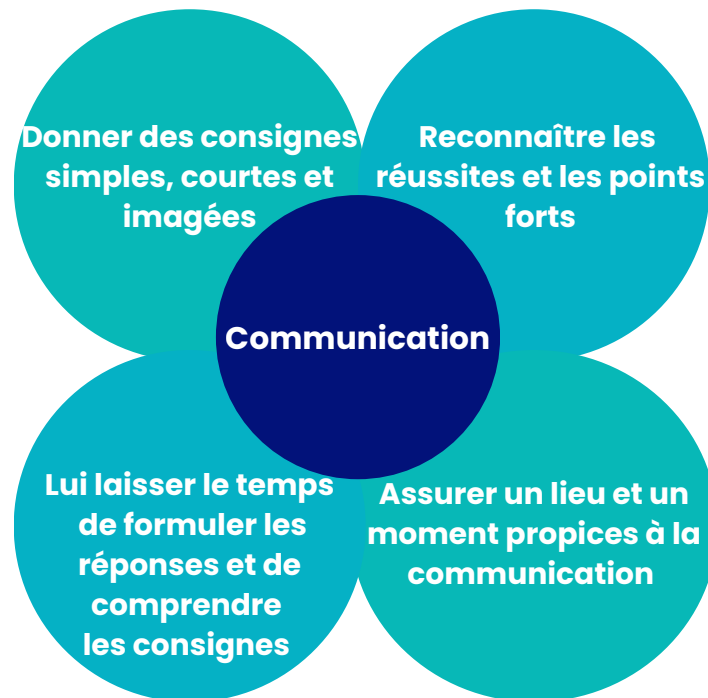 Donner des consignes
simples, courtes et
imagées
Reconnaître les
réussites et les points
forts
Communication
Lui laisser le temps
de formuler les
réponses et de
comprendre
les consignes
Assurer un lieu et un
moment propices à la
communication